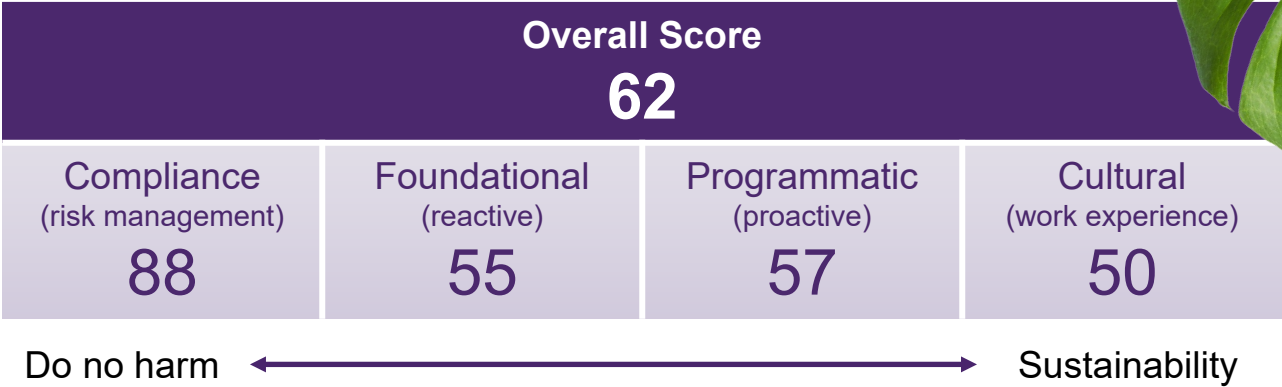 Overall Score
62
Compliance
(risk management)
88
Foundational
(reactive)
55
Programmatic
(proactive)
57
Cultural
(work experience)
50
Do no harm
Sustainability